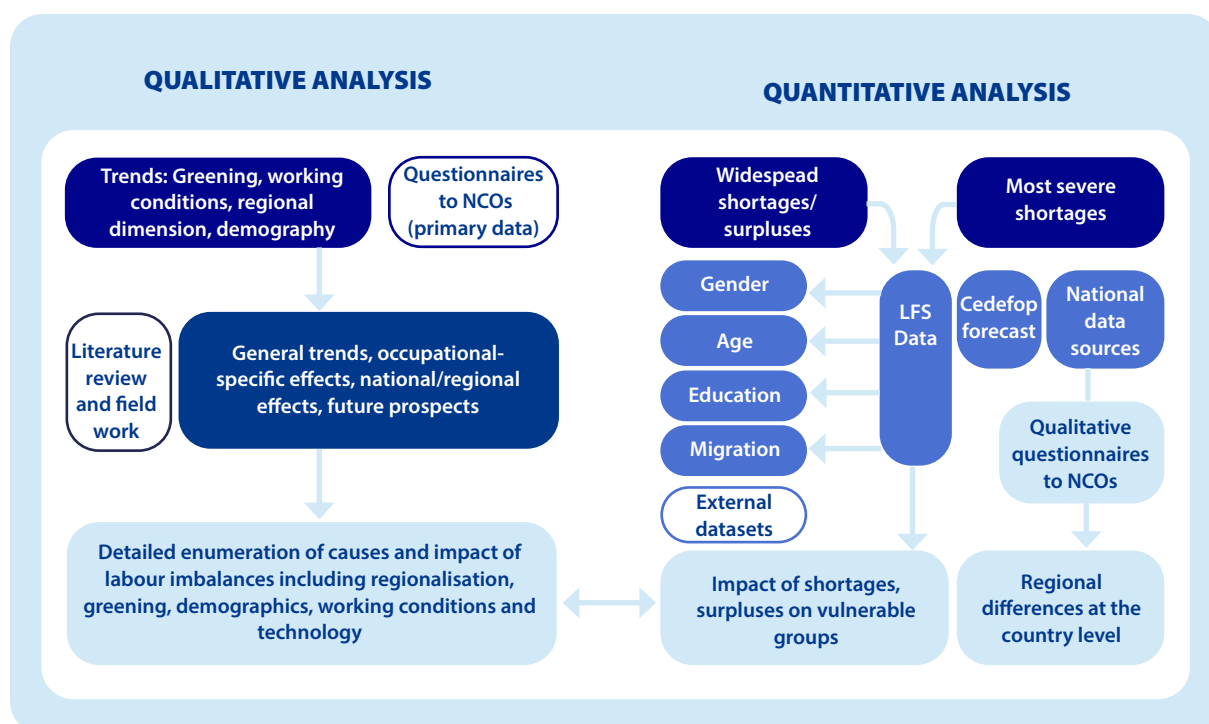 QUALITATIVE ANALYSIS
QUANTITATIVE ANALYSIS
Trends: Greening, working
conditions, regional
dimension, demography
Questionnaires
to NCOs
(primary data)
Literature
review
and field
work
General trends, occupational-
specific effects, national/regional
effects, future prospects
Detailed enumeration of causes and impact of
labour imbalances including regionalisation,
greening, demographics, working conditions and
technology
Widespead
shortages/
surpluses
Most severe
shortages
Gender
Age
Education
Migration
External
datasets
LFS
Data
Cedefop
forecast
National
data
sources
Qualitative
questionnaires
to NCOs
Impact of shortages,
surpluses on vulnerable
groups
Regional
differences at the
country level